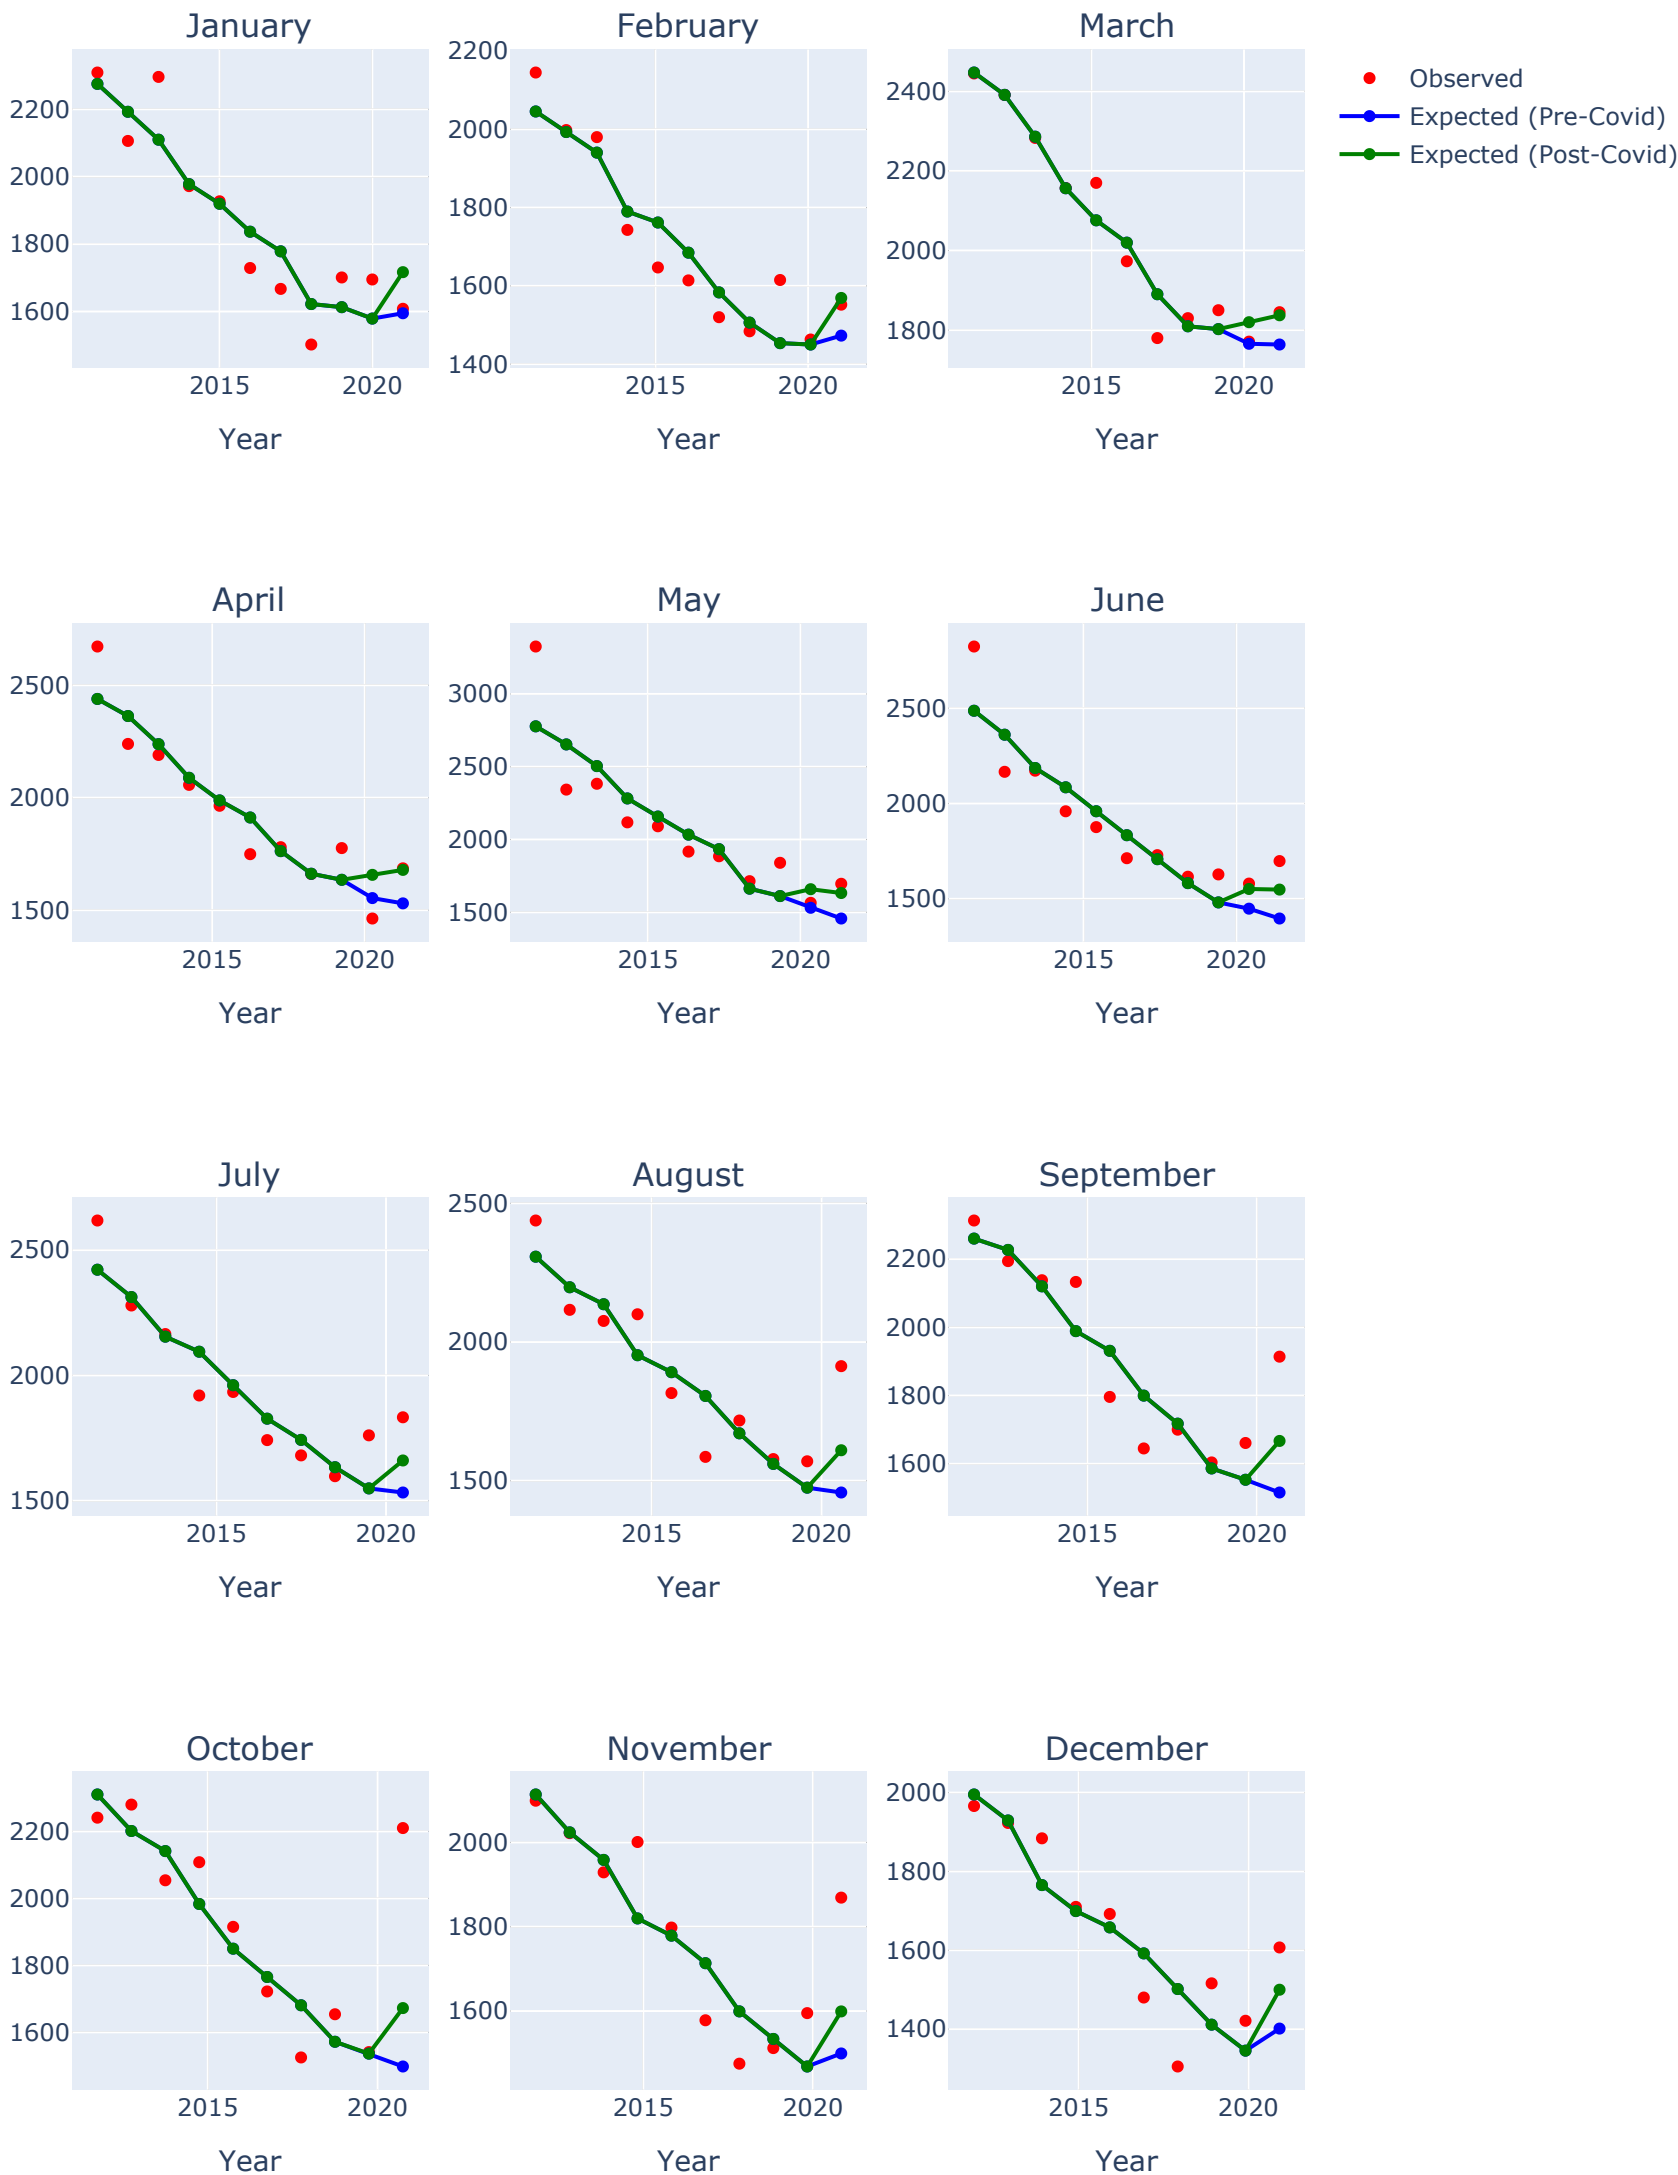 January
2200
2000
1800
1600
2015 2020
Year
February
2200
2000
1800
1600
1400
2015 2020
Year
March
2400
2200
2000
1800
2015 2020
Year
Observed
Expected (Pre-Covid)
Expected (Post-Covid)
April
2500
2000
1500
2015 2020
Year
May
3000
2500
2000
1500
2015 2020
Year
June
2500
2000
1500
2015 2020
Year
July
2500
2000
1500
2015 2020
Year
August
2500
2000
1500
2015 2020
Year
September
2200
2000
1800
1600
2015 2020
Year
October
2200
2000
1800
1600
2015 2020
Year
November
2000
1800
1600
2015 2020
Year
December
2000
1800
1600
1400
2015 2020
Year